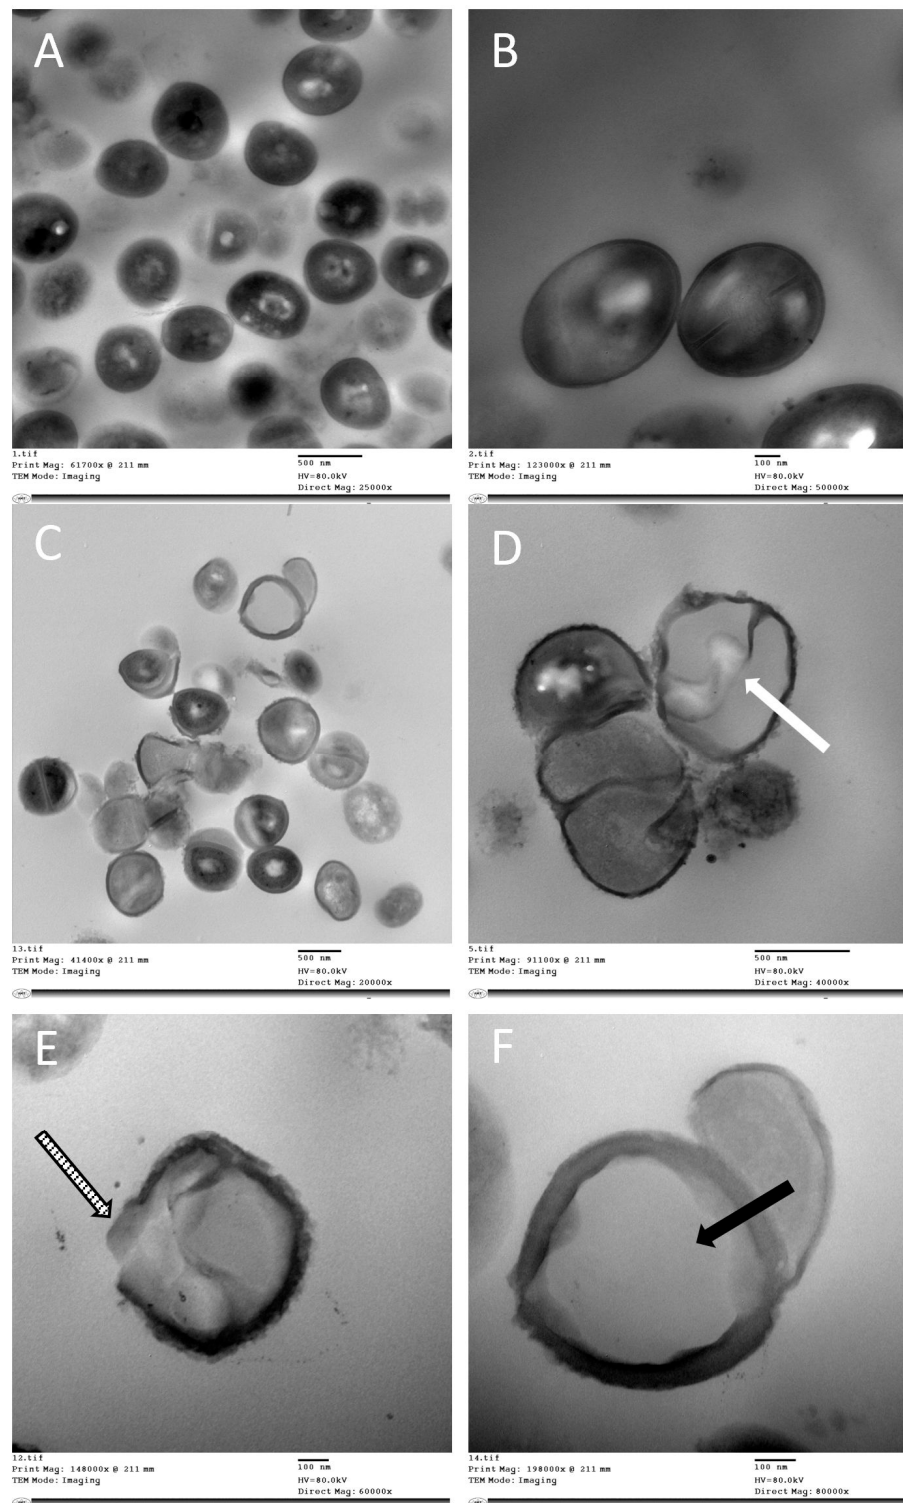 A
1.tif
Print Mag: 61700x @ 211 mm
TEM Mode: Imaging
500 nm
HV=80.0kV
Direct Mag: 25000x
B
2.tif
Print Mag: 123000x @ 211 mm
TEM Mode: Imaging
100 nm
HV=80.0kV
Direct Mag: 50000x
C
13.tif
Print Mag: 41400x @ 211 mm
TEM Mode: Imaging
500 nm
HV=80.0kV
Direct Mag: 20000x
D
5.tif
Print Mag: 91100x @ 211 mm
TEM Mode: Imaging
500 nm
HV=80.0kV
Direct Mag: 40000x
E
12.tif
Print Mag: 148000x @ 211 mm
TEM Mode: Imaging
100 nm
HV=80.0kV
Direct Mag: 60000x
F
14.tif
Print Mag: 198000x @ 211 mm
TEM Mode: Imaging
100 nm
HV=80.0kV
Direct Mag: 80000x